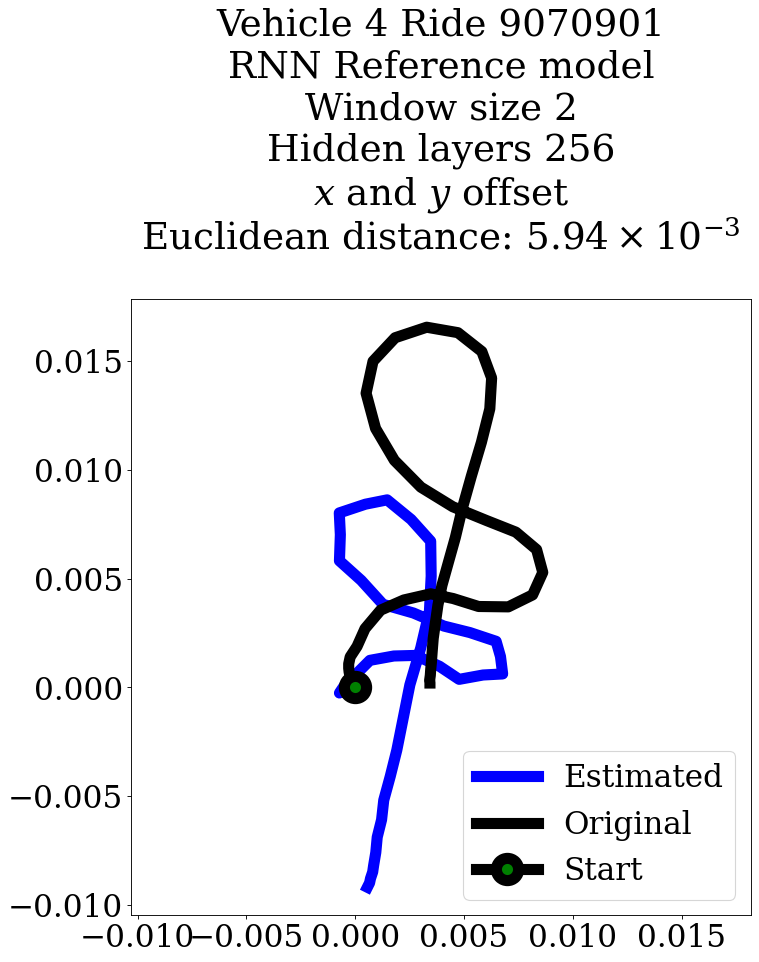 Vehicle 4 Ride 9070901
RNN Reference model
Window size 2
Hidden layers 256
x and y offset
Euclidean distance: 5.94 × 10⁻³
0.015
0.010
0.005
0.000
−0.005
−0.010
Estimated
Original
Start
−0.010 −0.005 0.000 0.005 0.010 0.015